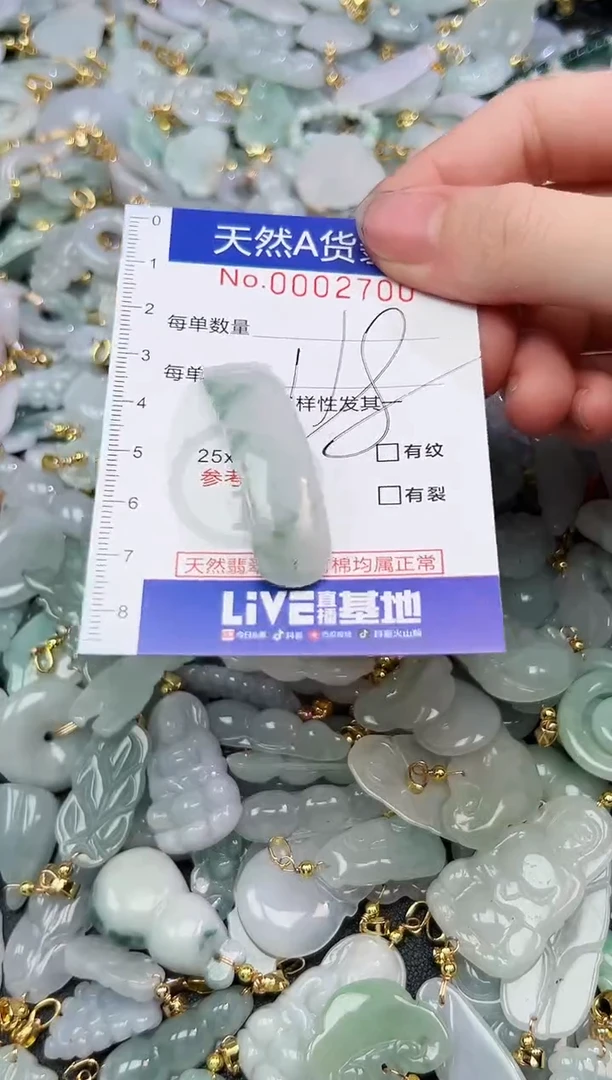 天然A货
No.0002700
0
1
2
3
4
5
6
7
8
每单数量
每单
样性发其一
25x
参考
有纹
有裂
天然翡 棉均属正常
LiVE直播基地
今日头条 抖音 西瓜视频 抖音火山版